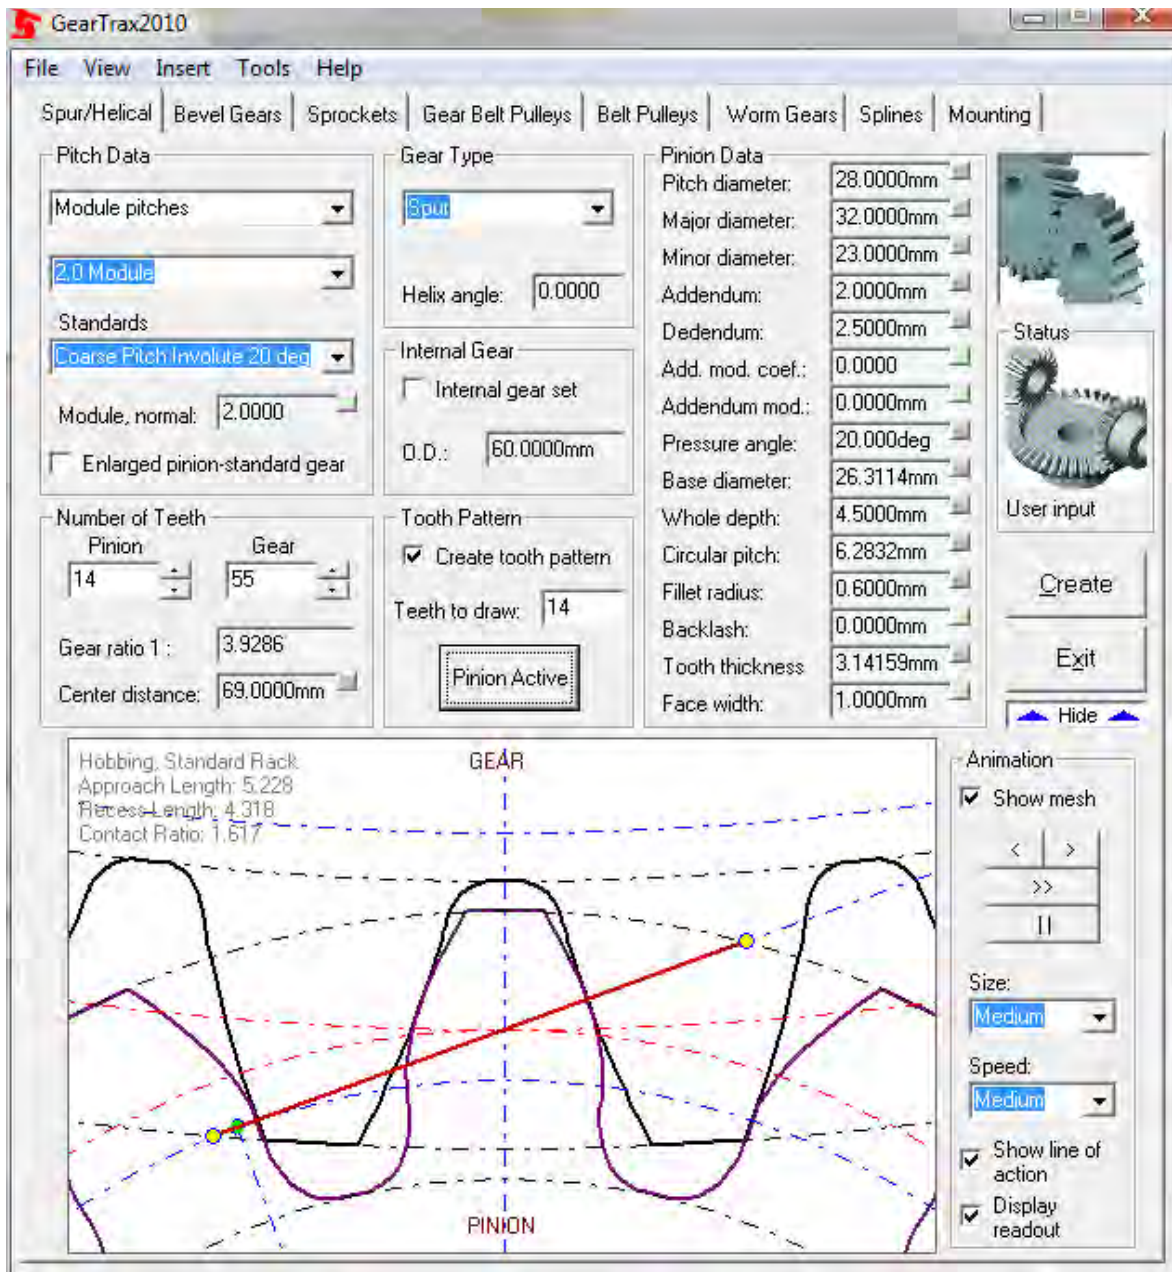 GearTrax2010
File View Insert Tools Help
Spur/Helical Bevel Gears Sprockets Gear Belt Pulleys Belt Pulleys Worm Gears Splines Mounting
Pitch Data
Module pitches
2.0 Module
Standards
Coarse Pitch Involute 20 deg
Module, normal: 2.0000
Enlarged pinion-standard gear
Gear Type
Spur
Helix angle: 0.0000
Internal Gear
Internal gear set
O.D.: 60.0000mm
Pinion Data
Pitch diameter: 28.0000mm
Major diameter: 32.0000mm
Minor diameter: 23.0000mm
Addendum: 2.0000mm
Dedendum: 2.5000mm
Add. mod. coef.: 0.0000
Addendum mod.: 0.0000mm
Pressure angle: 20.000deg
Base diameter: 26.3114mm
Whole depth: 4.5000mm
Circular pitch: 6.2832mm
Fillet radius: 0.6000mm
Backlash: 0.0000mm
Tooth thickness 3.14159mm
Face width: 1.0000mm
Status
User input
Number of Teeth
Pinion Gear
14 55
Gear ratio 1 : 3.9286
Center distance: 69.0000mm
Tooth Pattern
Create tooth pattern
Teeth to draw: 14
Pinion Active
Create
Exit
Hide
Hobbing, Standard Rack
Approach Length: 5.228
Recess Length: 4.318
Contact Ratio: 1.617
GEAR
PINION
Animation
Show mesh
< >
>>
||
Size:
Medium
Speed:
Medium
Show line of
action
Display
readout